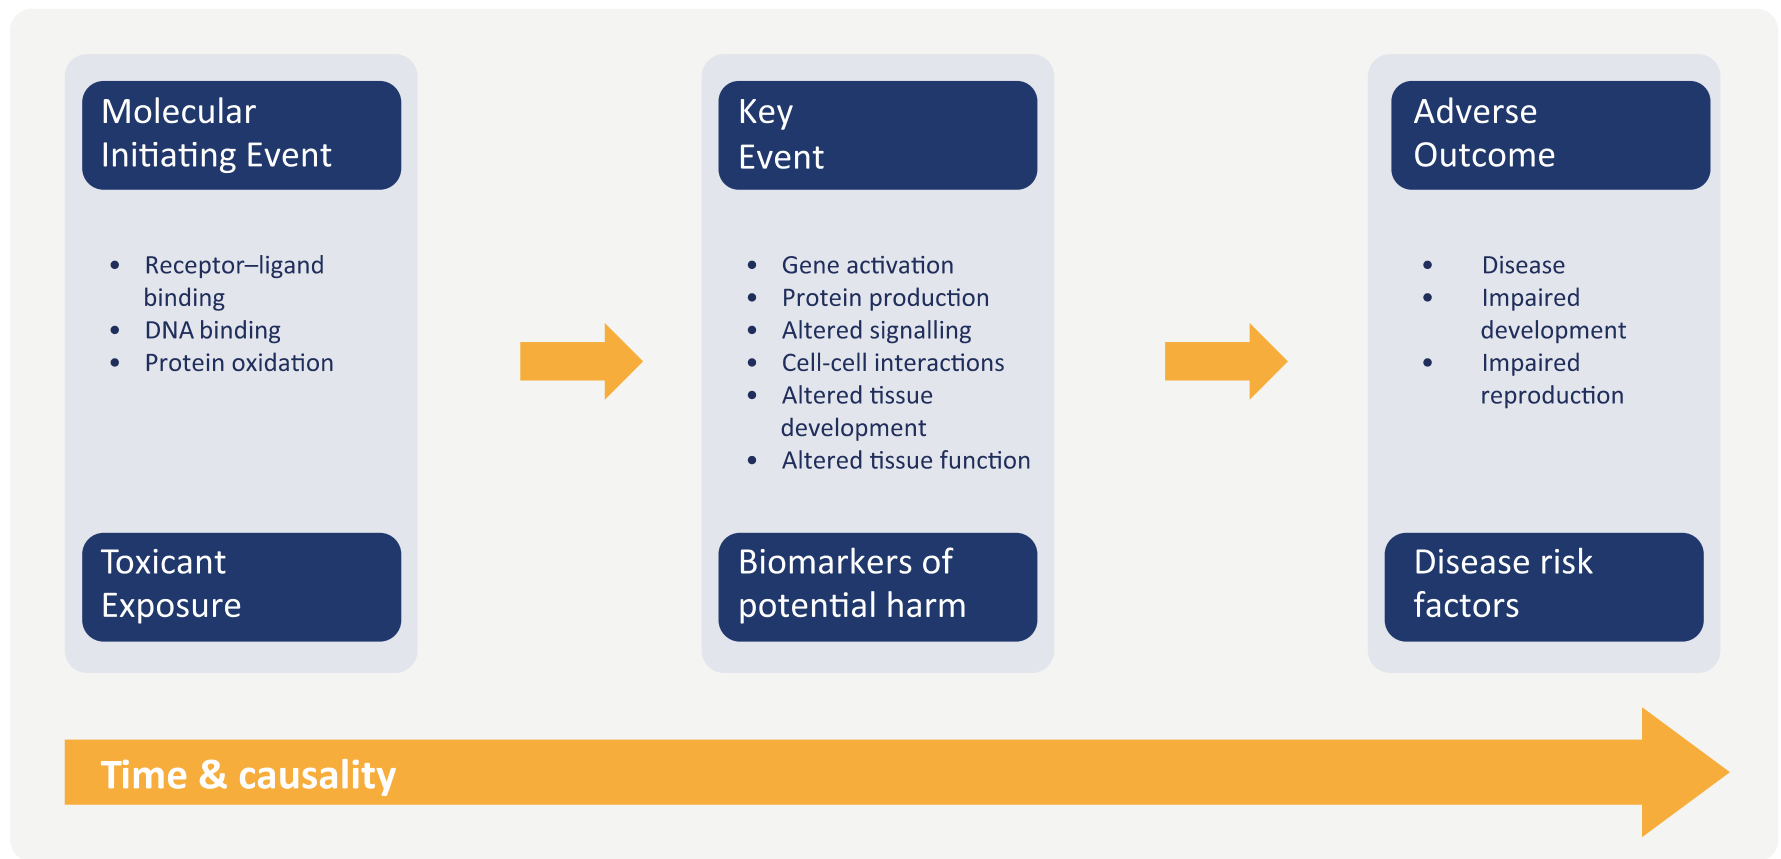 Molecular
Initiating Event
• Receptor–ligand
binding
• DNA binding
• Protein oxidation
Toxicant
Exposure
Key
Event
• Gene activation
• Protein production
• Altered signalling
• Cell-cell interactions
• Altered tissue
development
• Altered tissue function
Biomarkers of
potential harm
Adverse
Outcome
• Disease
• Impaired
development
• Impaired
reproduction
Disease risk
factors
Time & causality